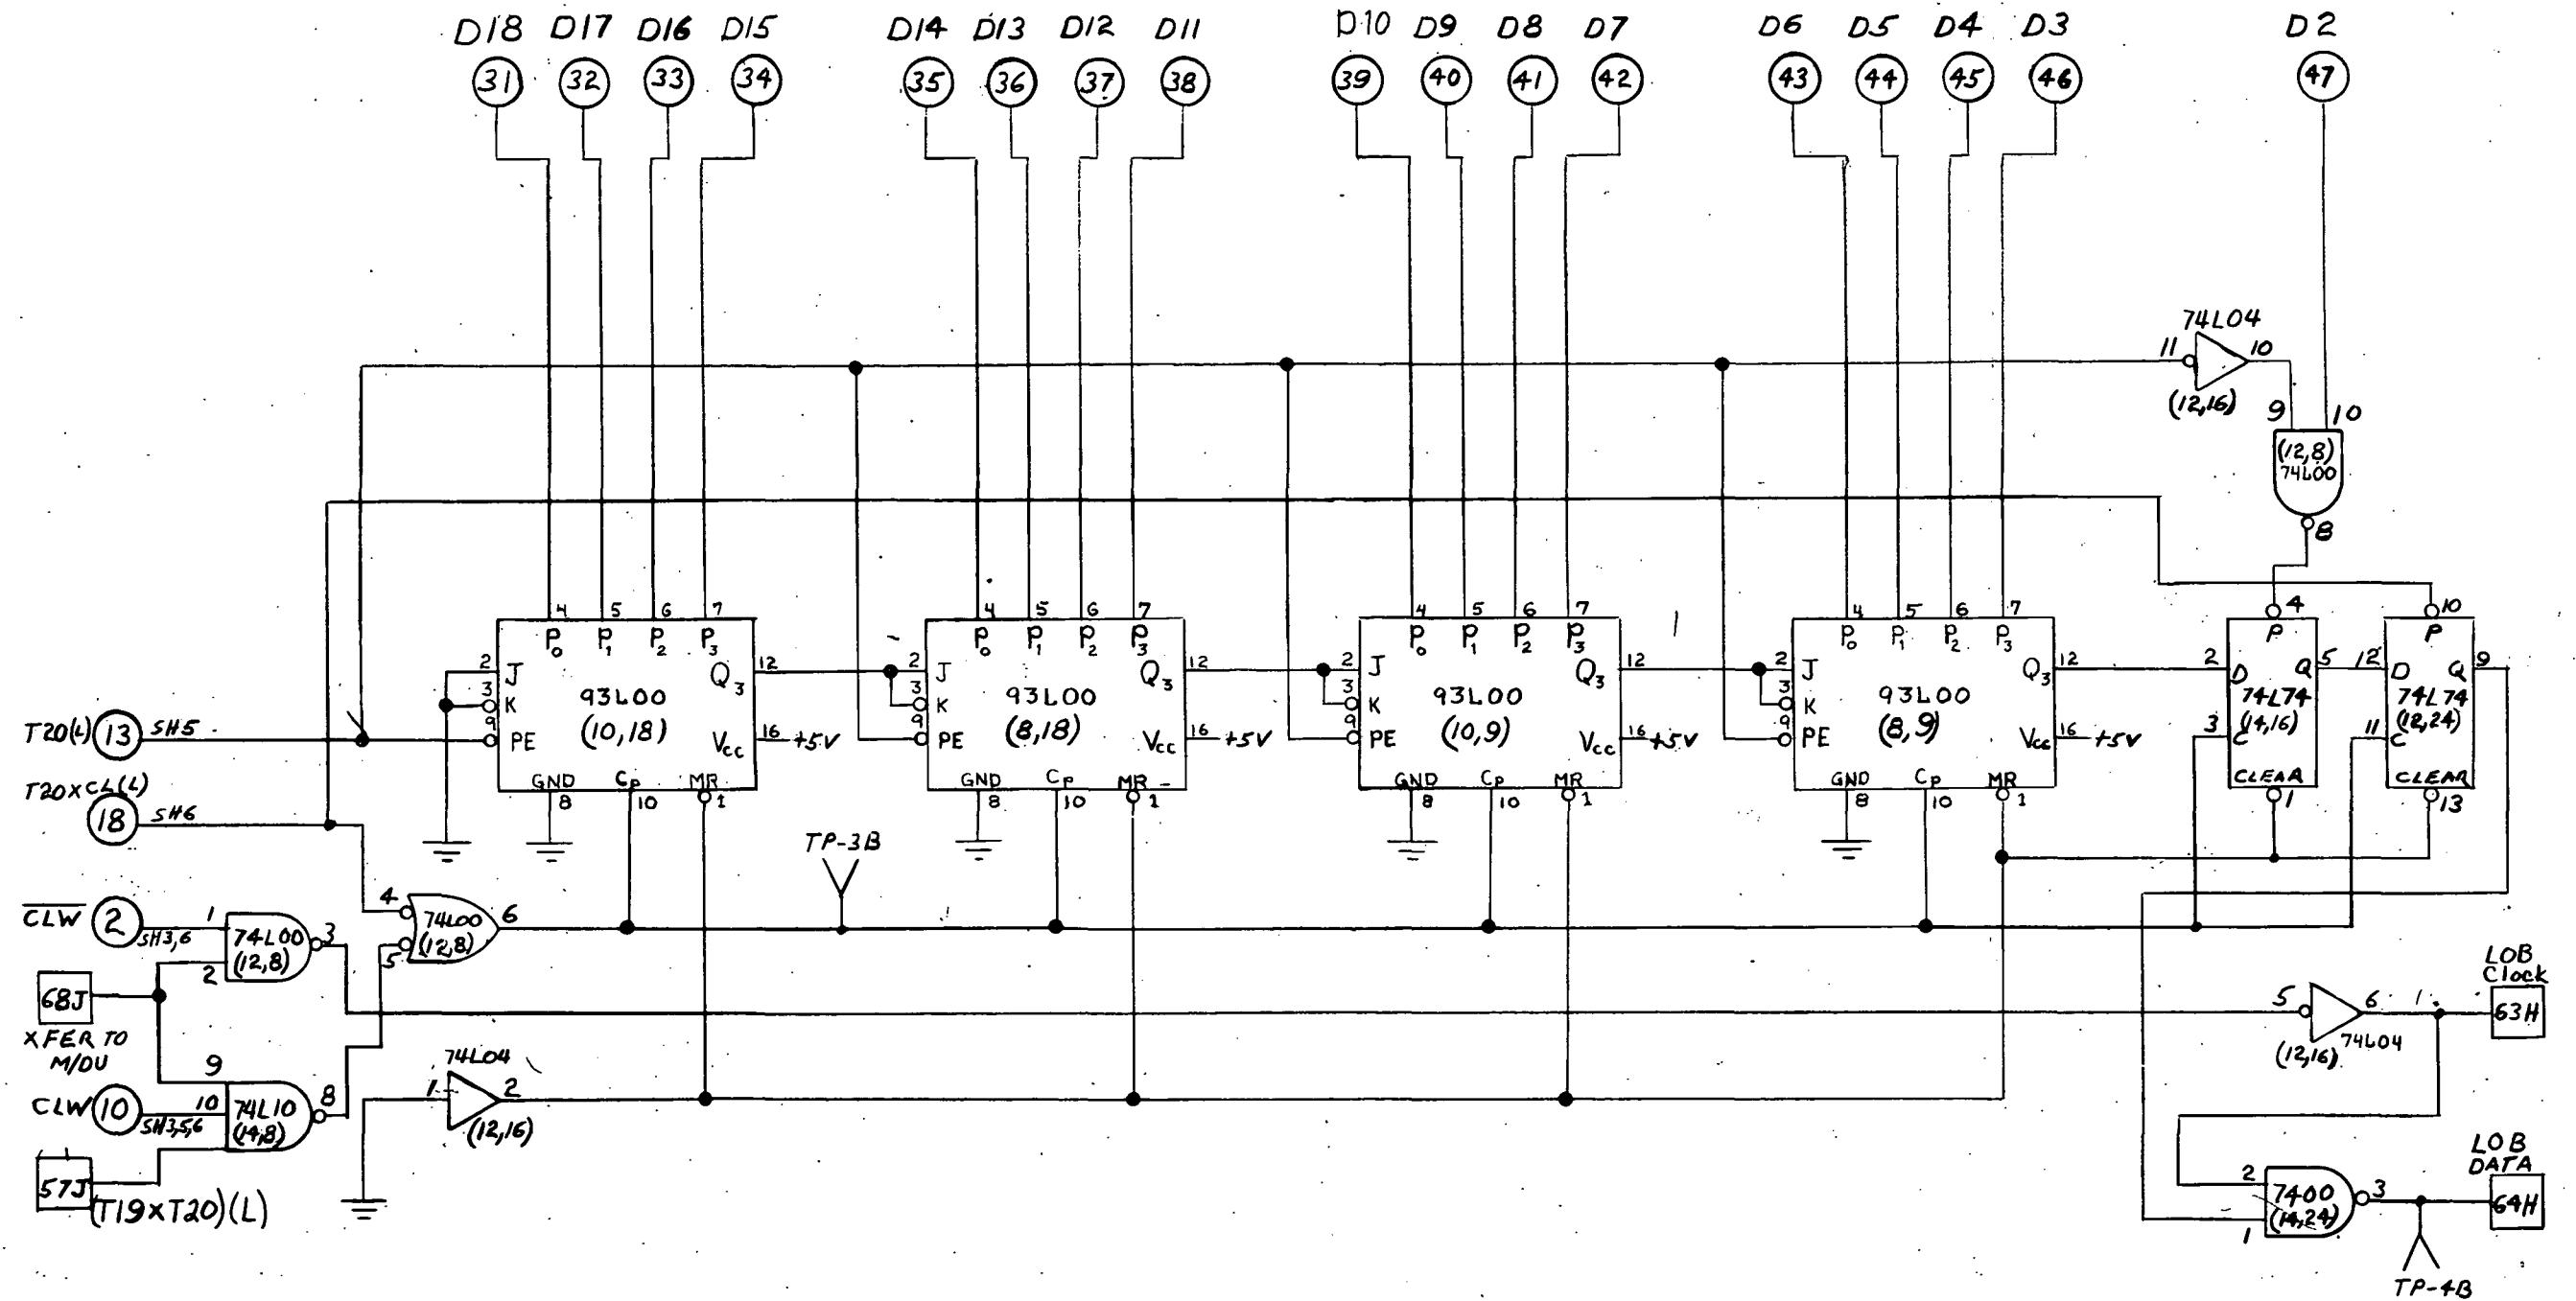 D18 D17 D16 D15 D14 D13 D12 D11 D10 D9 D8 D7 D6 D5 D4 D3 D2
31 32 33 34 35 36 37 38 39 40 41 42 43 44 45 46 47
74L04
11 10
(12,16)
9 10
(12,8)
74L00
8
4 5 6 7 4 5 6 7 4 5 6 7 4 5 6 7 4 10
P0 P1 P2 P3 P0 P1 P2 P3 P0 P1 P2 P3 P0 P1 P2 P3 P P
2 J Q3 12 2 J Q3 12 2 J Q3 12 2 J Q3 12 2 D Q 5 12 D Q 9
3 K 93L00 3 K 93L00 3 K 93L00 3 K 93L00 74L74 74L74
(10,18) (8,18) (10,9) (8,9) (14,16) (12,24)
T20(L) 13 SH5 9 PE Vcc 16 +5V 9 PE Vcc 16 +5V 9 PE Vcc 16 +5V 9 PE Vcc 16 +5V 3 C 11 C
GND Cp MR GND Cp MR GND Cp MR GND Cp MR CLEAR CLEAR
8 10 1 8 10 1 8 10 1 8 10 1 1 13
T20xCL(L)
18 SH6
TP-3B
4 74L00 6
(12,8)
5
CLW 2 SH3,6 1 74L00 3
2 (12,8)
68J
XFER TO
M/DU
LOB
Clock
5 6 63H
74L04
(12,16)
9
CLW 10 SH3,5,6 10 74L10 8
(14,8)
74L04
1 2
(12,16)
57J (T19xT20)(L)
LOB
DATA
2 7400 3 64H
(14,24)
1
TP-4B